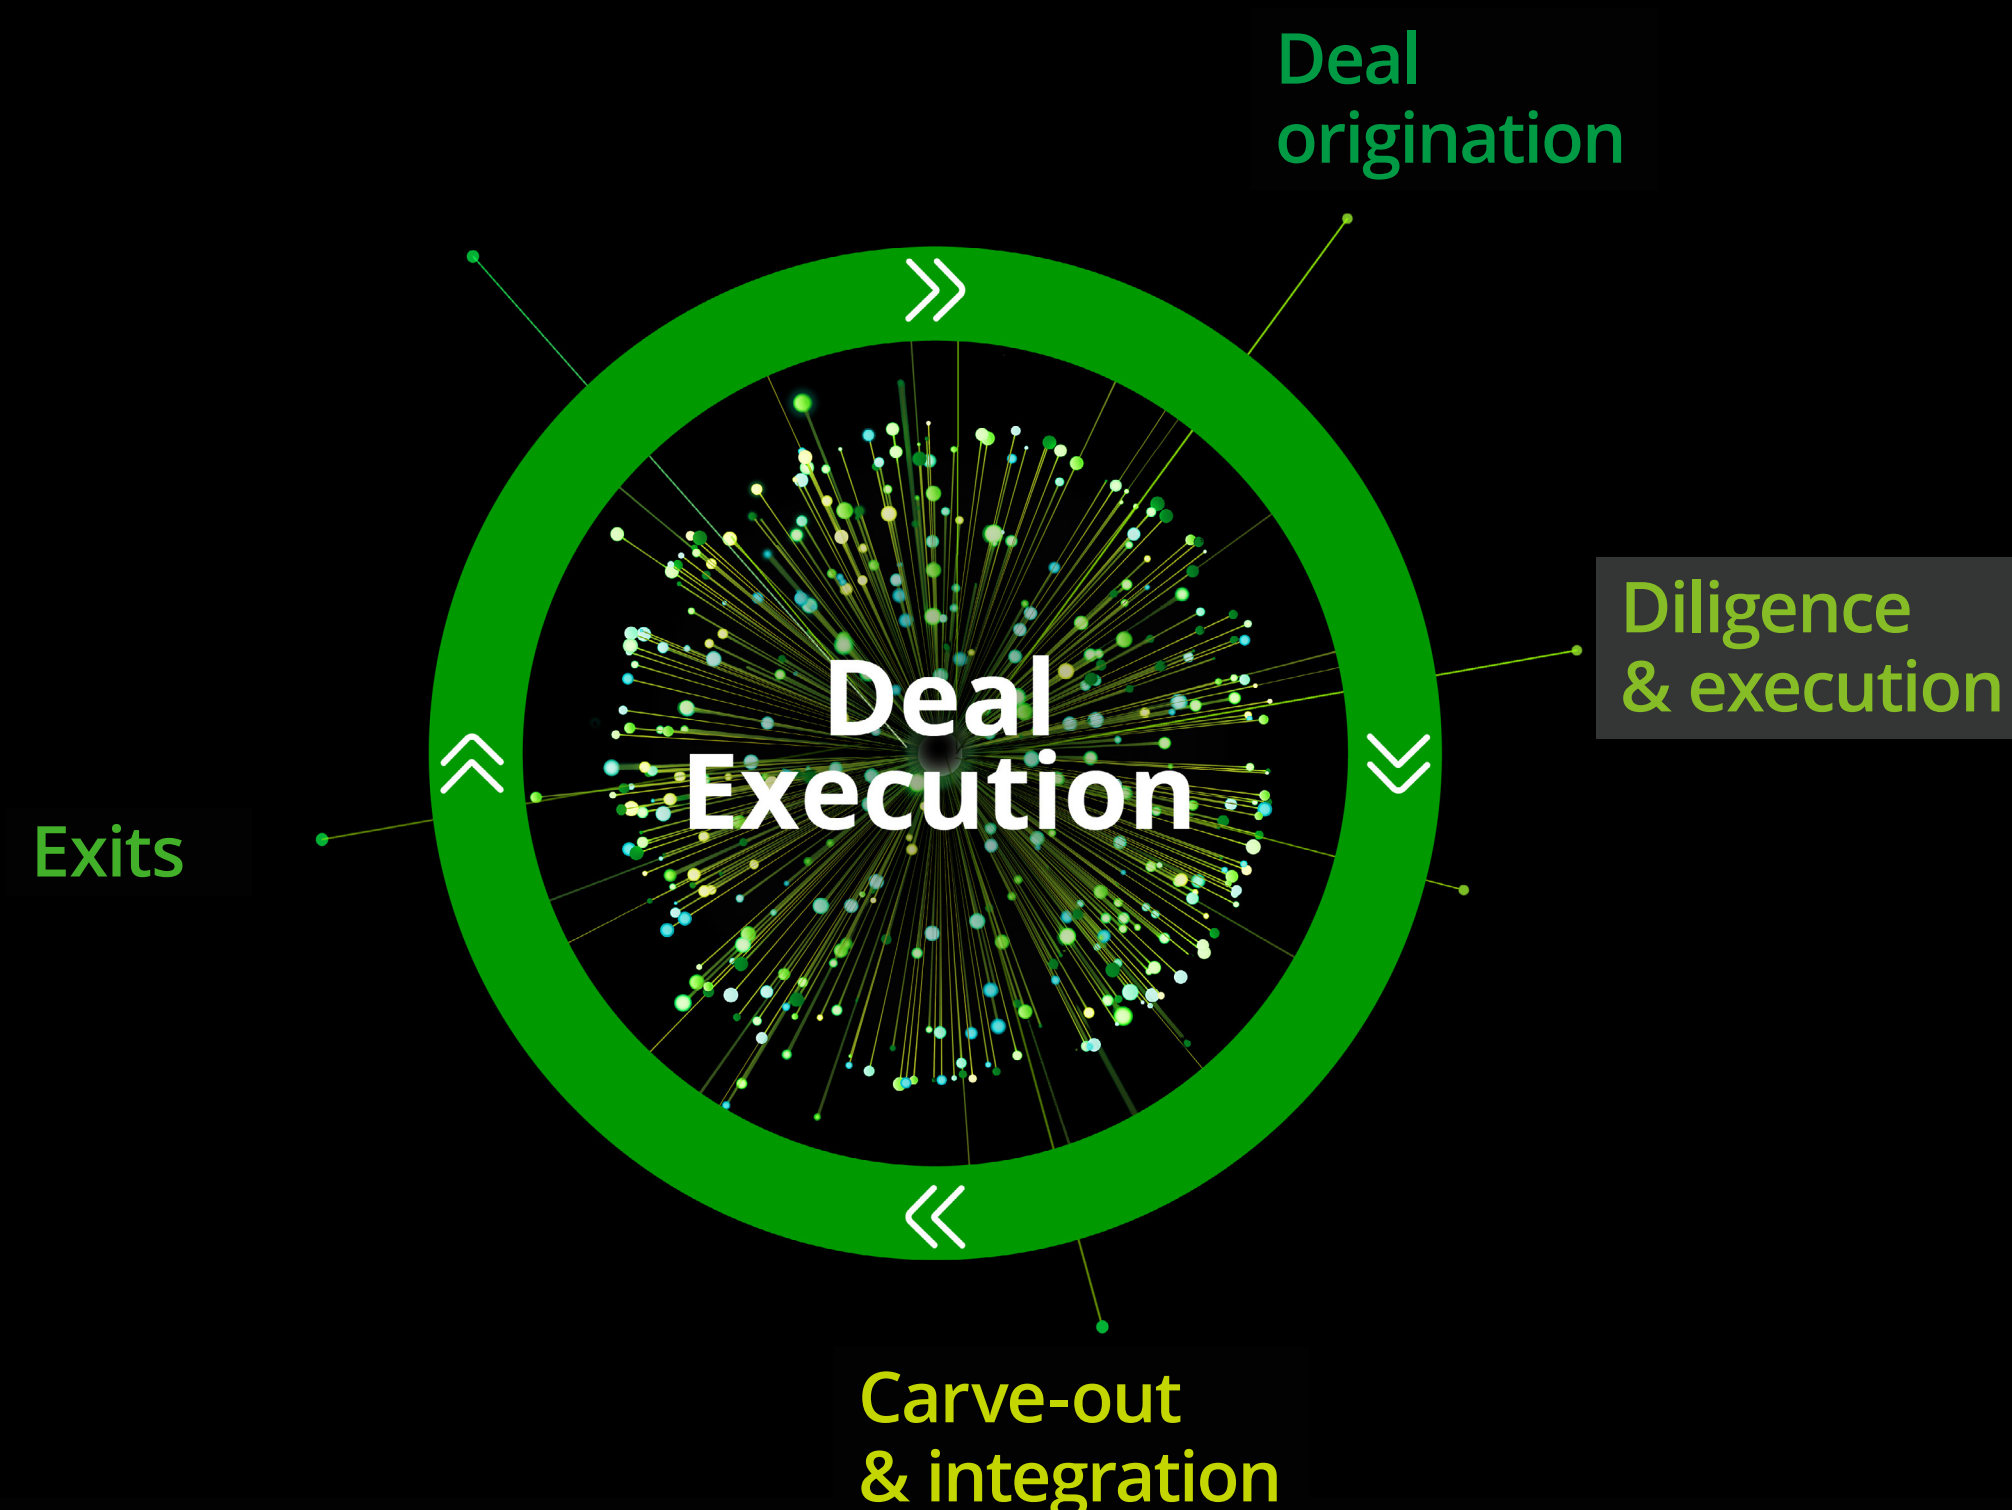 Deal
origination
Diligence
& execution
Deal
Execution
Exits
Carve-out
& integration